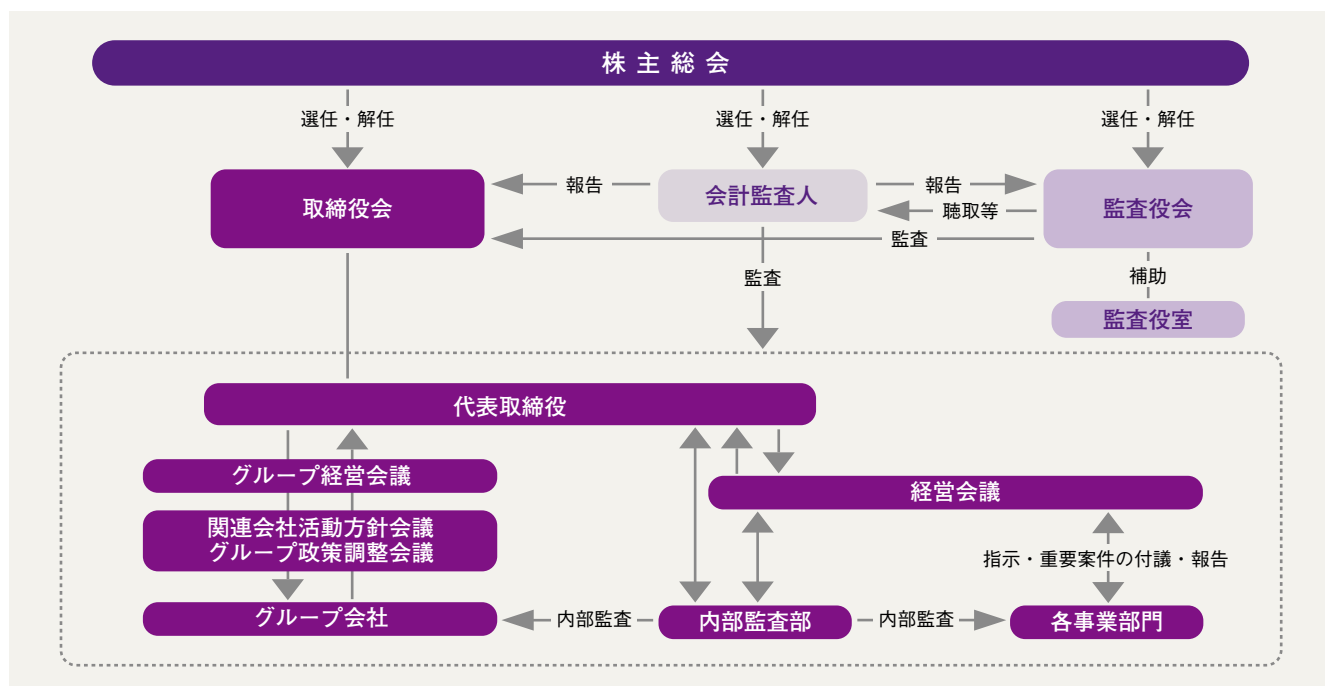 株主総会
選任・解任
選任・解任
選任・解任
取締役会
報告
会計監査人
報告
聴取等
監査
監査役会
監査
補助
監査役室
代表取締役
グループ経営会議
経営会議
関連会社活動方針会議
グループ政策調整会議
指示・重要案件の付議・報告
グループ会社
内部監査
内部監査部
内部監査
各事業部門